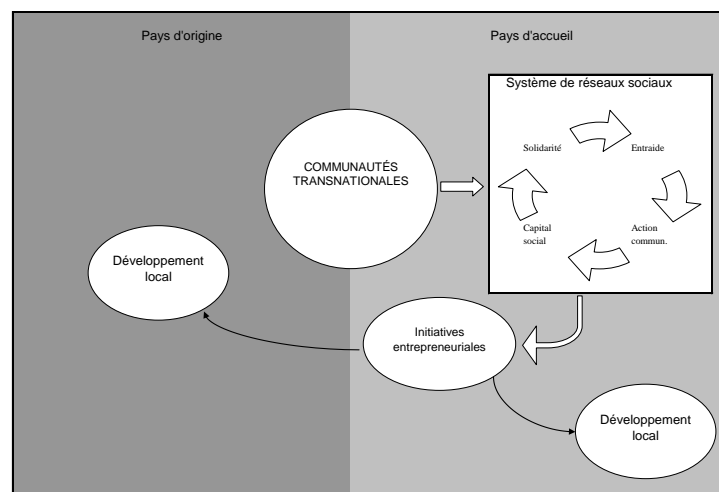 Pays d'origine
Pays d'accueil
Système de réseaux sociaux
Solidarité
Entraide
COMMUNAUTÉS
TRANSNATIONALES
Capital
social
Action
commun.
Développement
local
Initiatives
entrepreneuriales
Développement
local